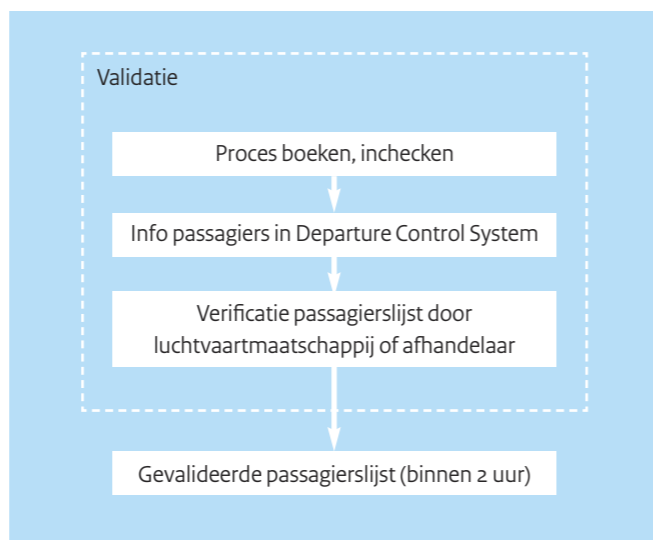 Validatie
Proces boeken, inchecken
Info passagiers in Departure Control System
Verificatie passagierslijst door
luchtvaartmaatschappij of afhandelaar
Gevalideerde passagierslijst (binnen 2 uur)